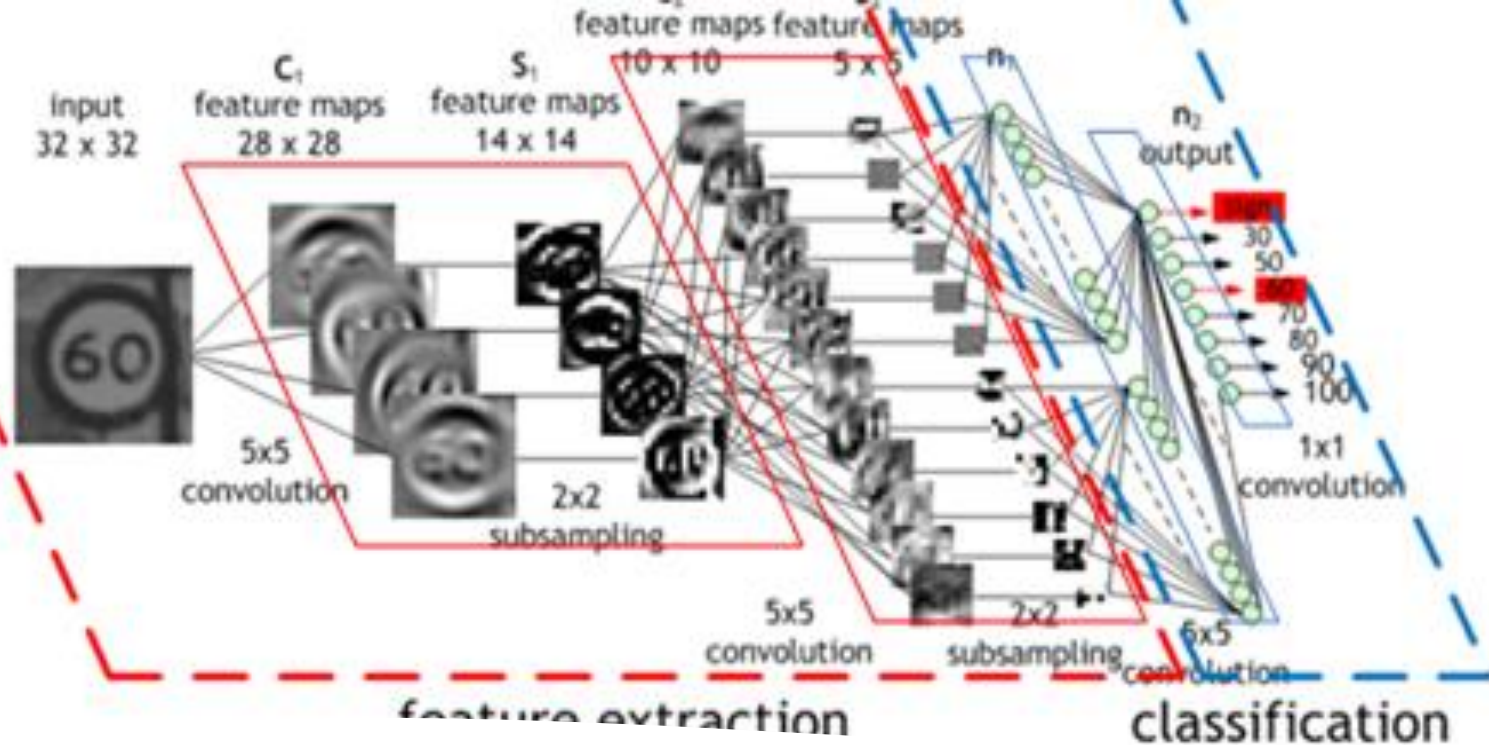 input
32 x 32
C₁
feature maps
28 x 28
S₁
feature maps
14 x 14
feature maps
10 x 10
feature maps
5 x 5
n₁
n₂
output
60
5x5
convolution
2x2
subsampling
5x5
convolution
2x2
subsampling
convolution
1x1
convolution
30
50
60
70
80
90
100
feature extraction
classification